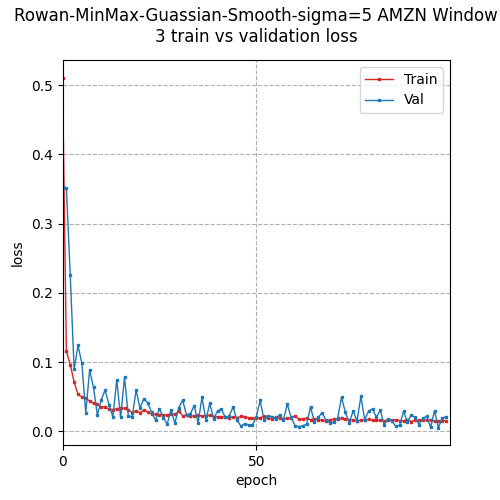 Rowan-MinMax-Guassian-Smooth-sigma=5 AMZN Window
3 train vs validation loss
Train
Val
0.5
0.4
0.3
0.2
0.1
0.0
loss
0
50
epoch